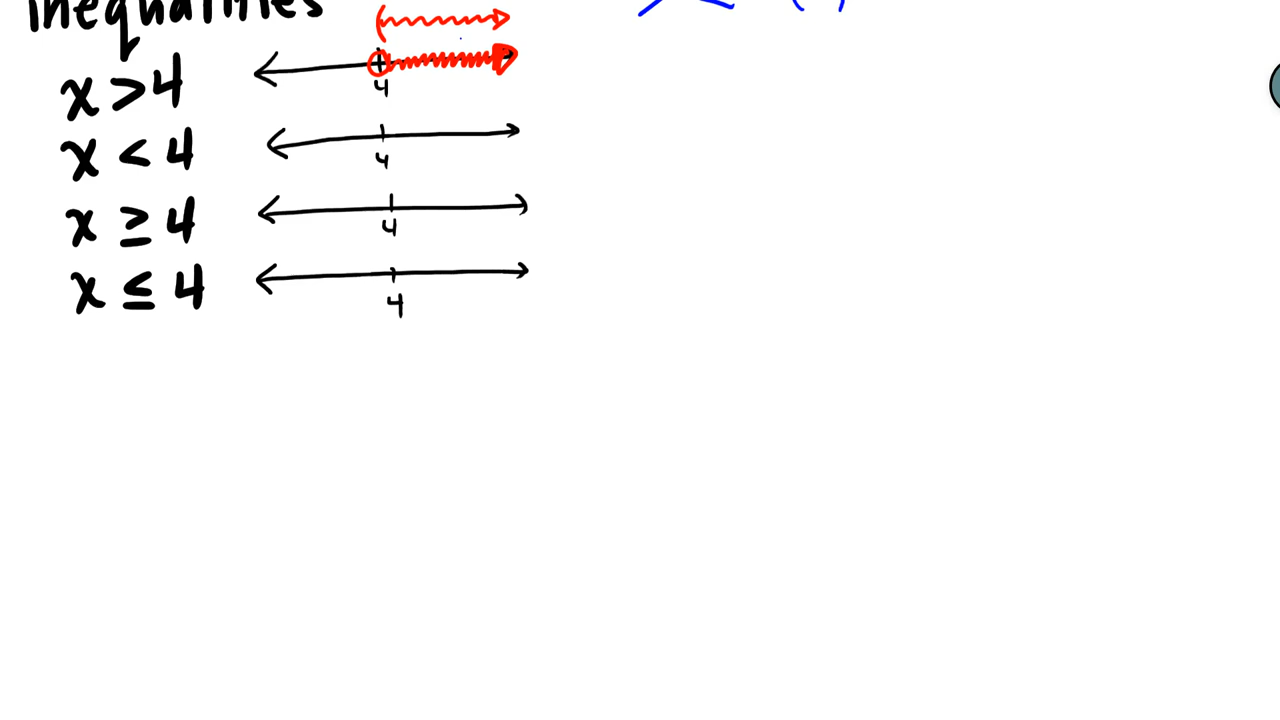 inequalities
x > 4
4
x < 4
4
x ≥ 4
4
x ≤ 4
4